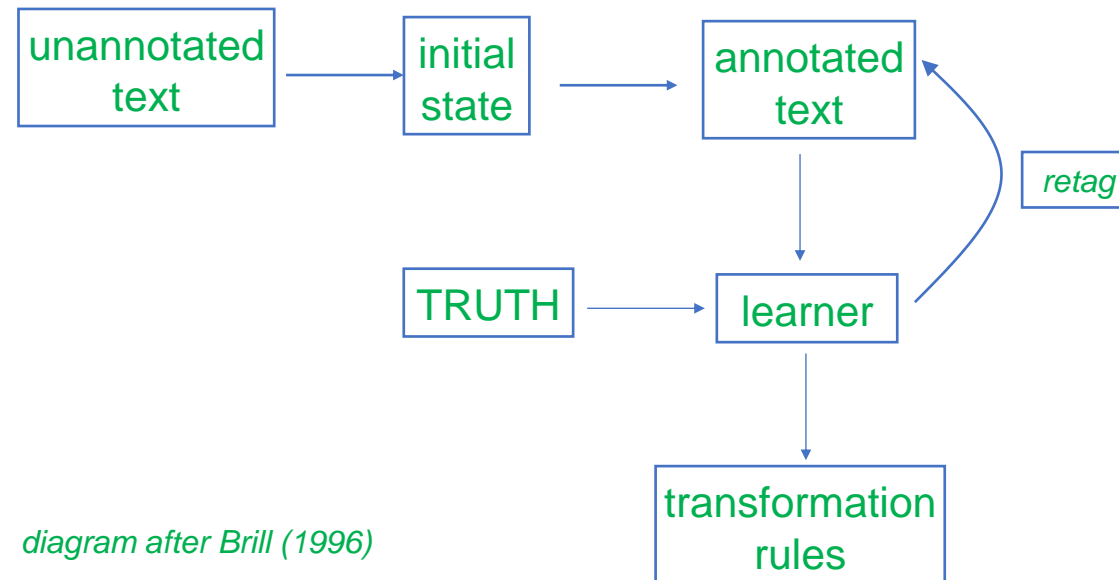 unannotated
text
initial
state
annotated
text
retag
TRUTH
learner
transformation
rules
diagram after Brill (1996)